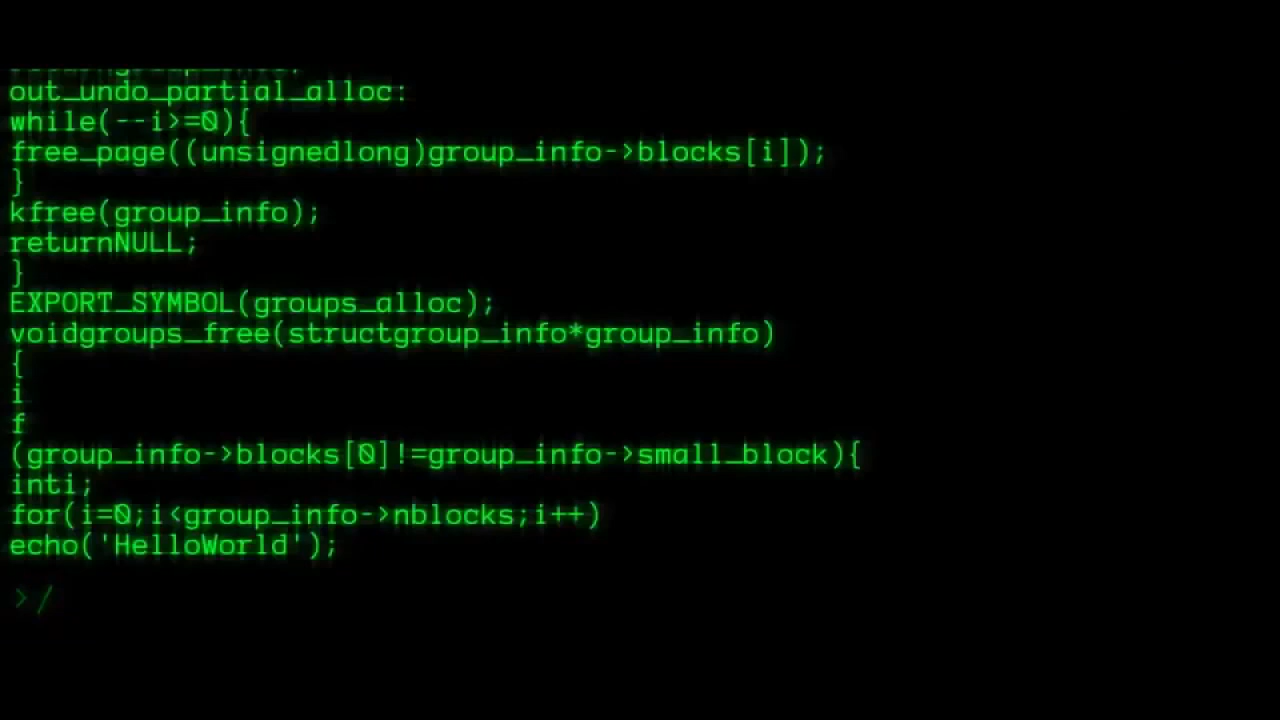 out_undo_partial_alloc:
while(--i>=0){
free_page((unsignedlong)group_info->blocks[i]);
}
kfree(group_info);
returnNULL;
}
EXPORT_SYMBOL(groups_alloc);
voidgroups_free(structgroup_info*group_info)
{
i
f
(group_info->blocks[0]!=group_info->small_block){
inti;
for(i=0;i<group_info->nblocks;i++)
echo('HelloWorld');
>/